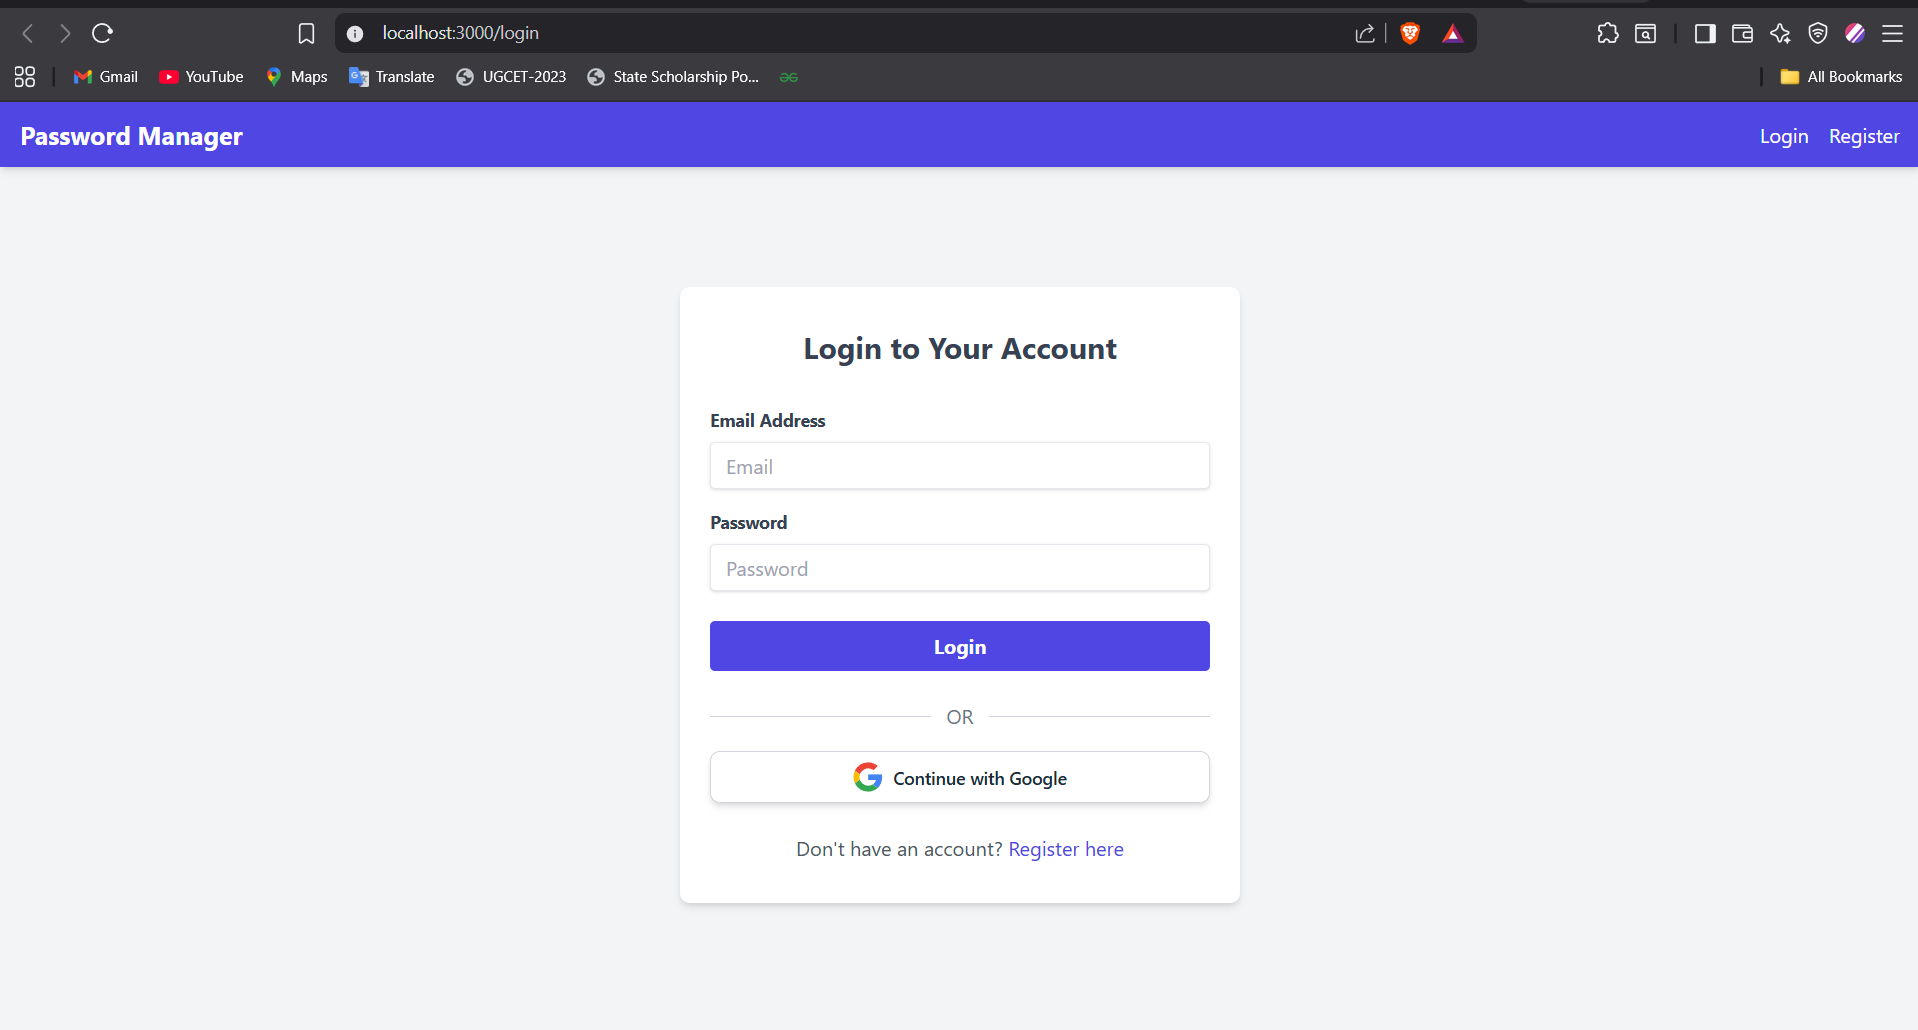 localhost:3000/login
Gmail YouTube Maps Translate UGCET-2023 State Scholarship Po... All Bookmarks
Password Manager Login Register
Login to Your Account
Email Address
Email
Password
Password
Login
OR
Continue with Google
Don't have an account? Register here